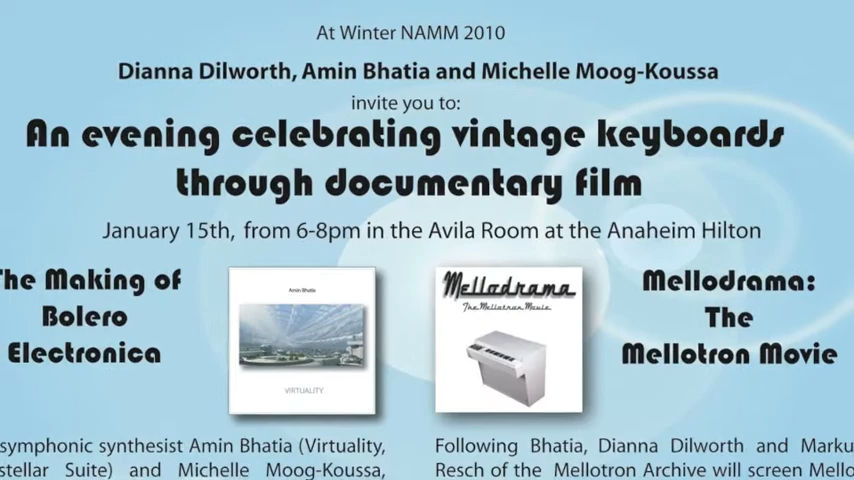 At Winter NAMM 2010
Dianna Dilworth, Amin Bhatia and Michelle Moog-Koussa
invite you to:
An evening celebrating vintage keyboards
through documentary film
January 15th, from 6-8pm in the Avila Room at the Anaheim Hilton
The Making of
Bolero
Electronica
Amin Bhatia
VIRTUALITY
Mellodrama
The Mellotron Movie
Mellodrama:
The
Mellotron Movie
symphonic synthesist Amin Bhatia (Virtuality,
stellar Suite) and Michelle Moog-Koussa,
Following Bhatia, Dianna Dilworth and Marku
Resch of the Mellotron Archive will screen Mello